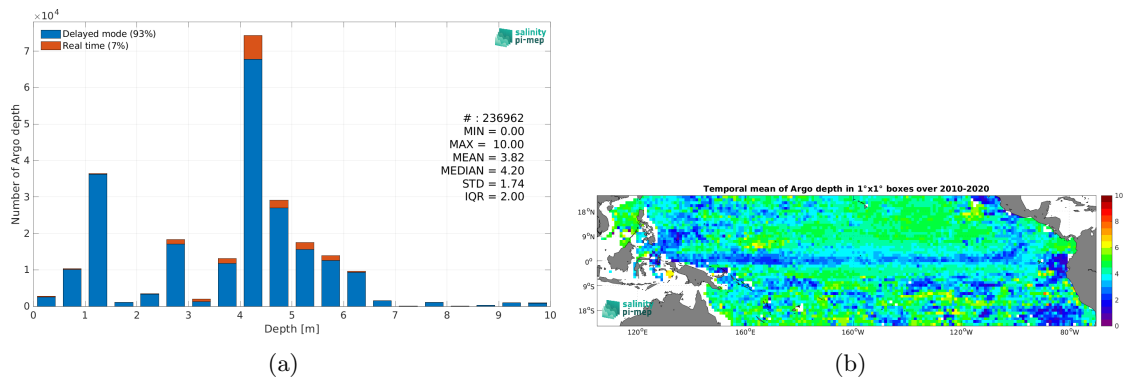 ×10⁴
Delayed mode (93%)
Real time (7%)
salinity
pi-mep
7
6
5
4
3
2
1
0
Number of Argo depth
# : 236962
MIN = 0.00
MAX = 10.00
MEAN = 3.82
MEDIAN = 4.20
STD = 1.74
IQR = 2.00
0 1 2 3 4 5 6 7 8 9 10
Depth [m]
(a)
Temporal mean of Argo depth in 1°x1° boxes over 2010-2020
18°N
9°N
0°
9°S
18°S
salinity
pi-mep
120°E 160°E 160°W 120°W 80°W
10
8
6
4
2
0
(b)